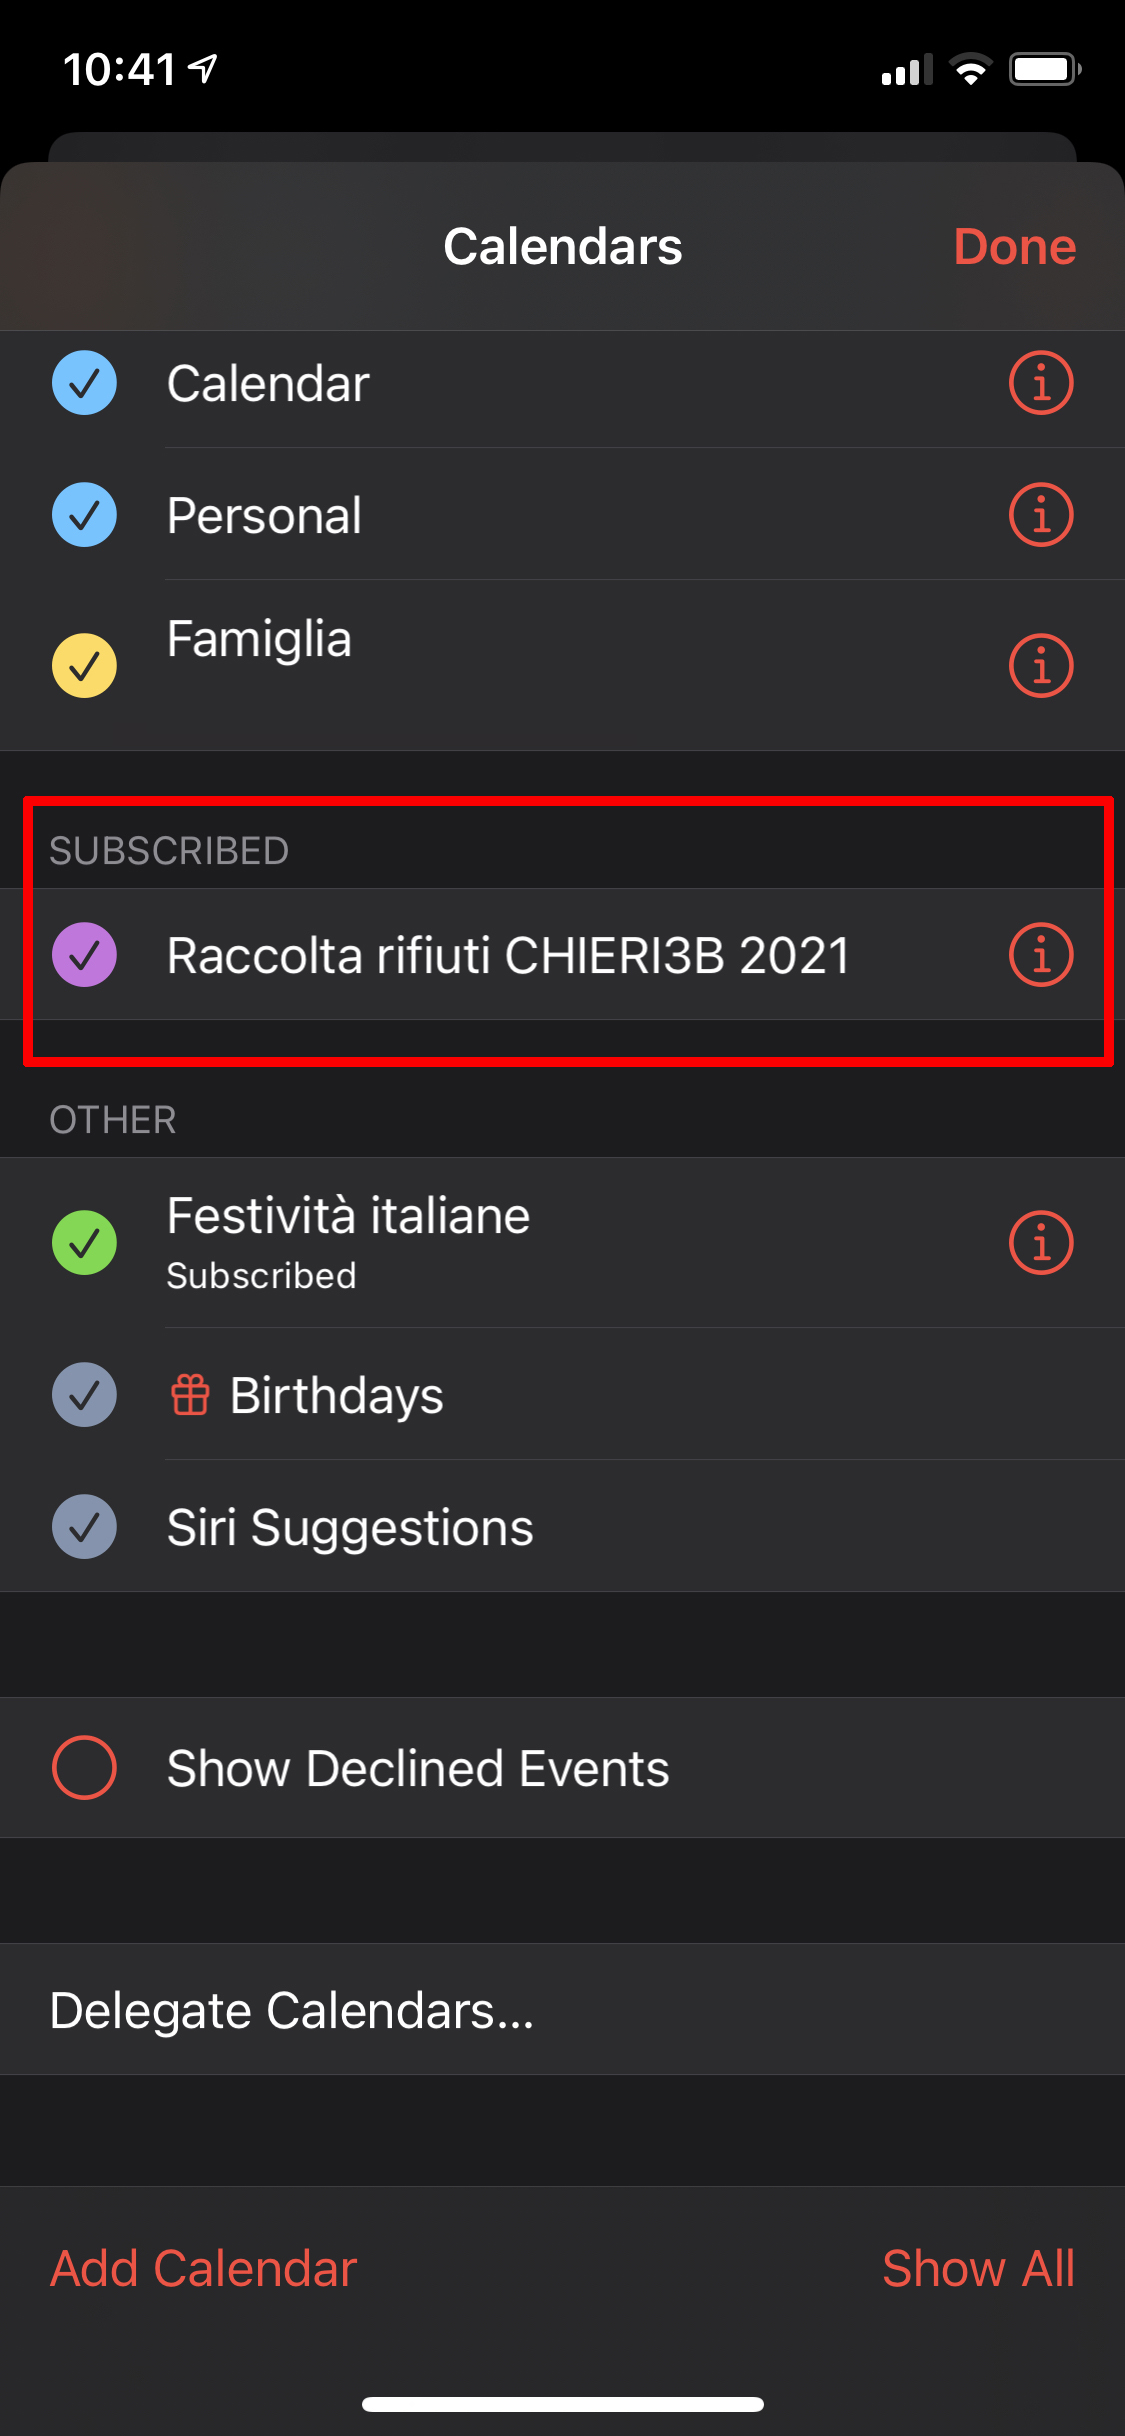 10:41
Calendars
Done
Calendar
Personal
Famiglia
SUBSCRIBED
Raccolta rifiuti CHIERI3B 2021
OTHER
Festività italiane
Subscribed
Birthdays
Siri Suggestions
Show Declined Events
Delegate Calendars...
Add Calendar
Show All